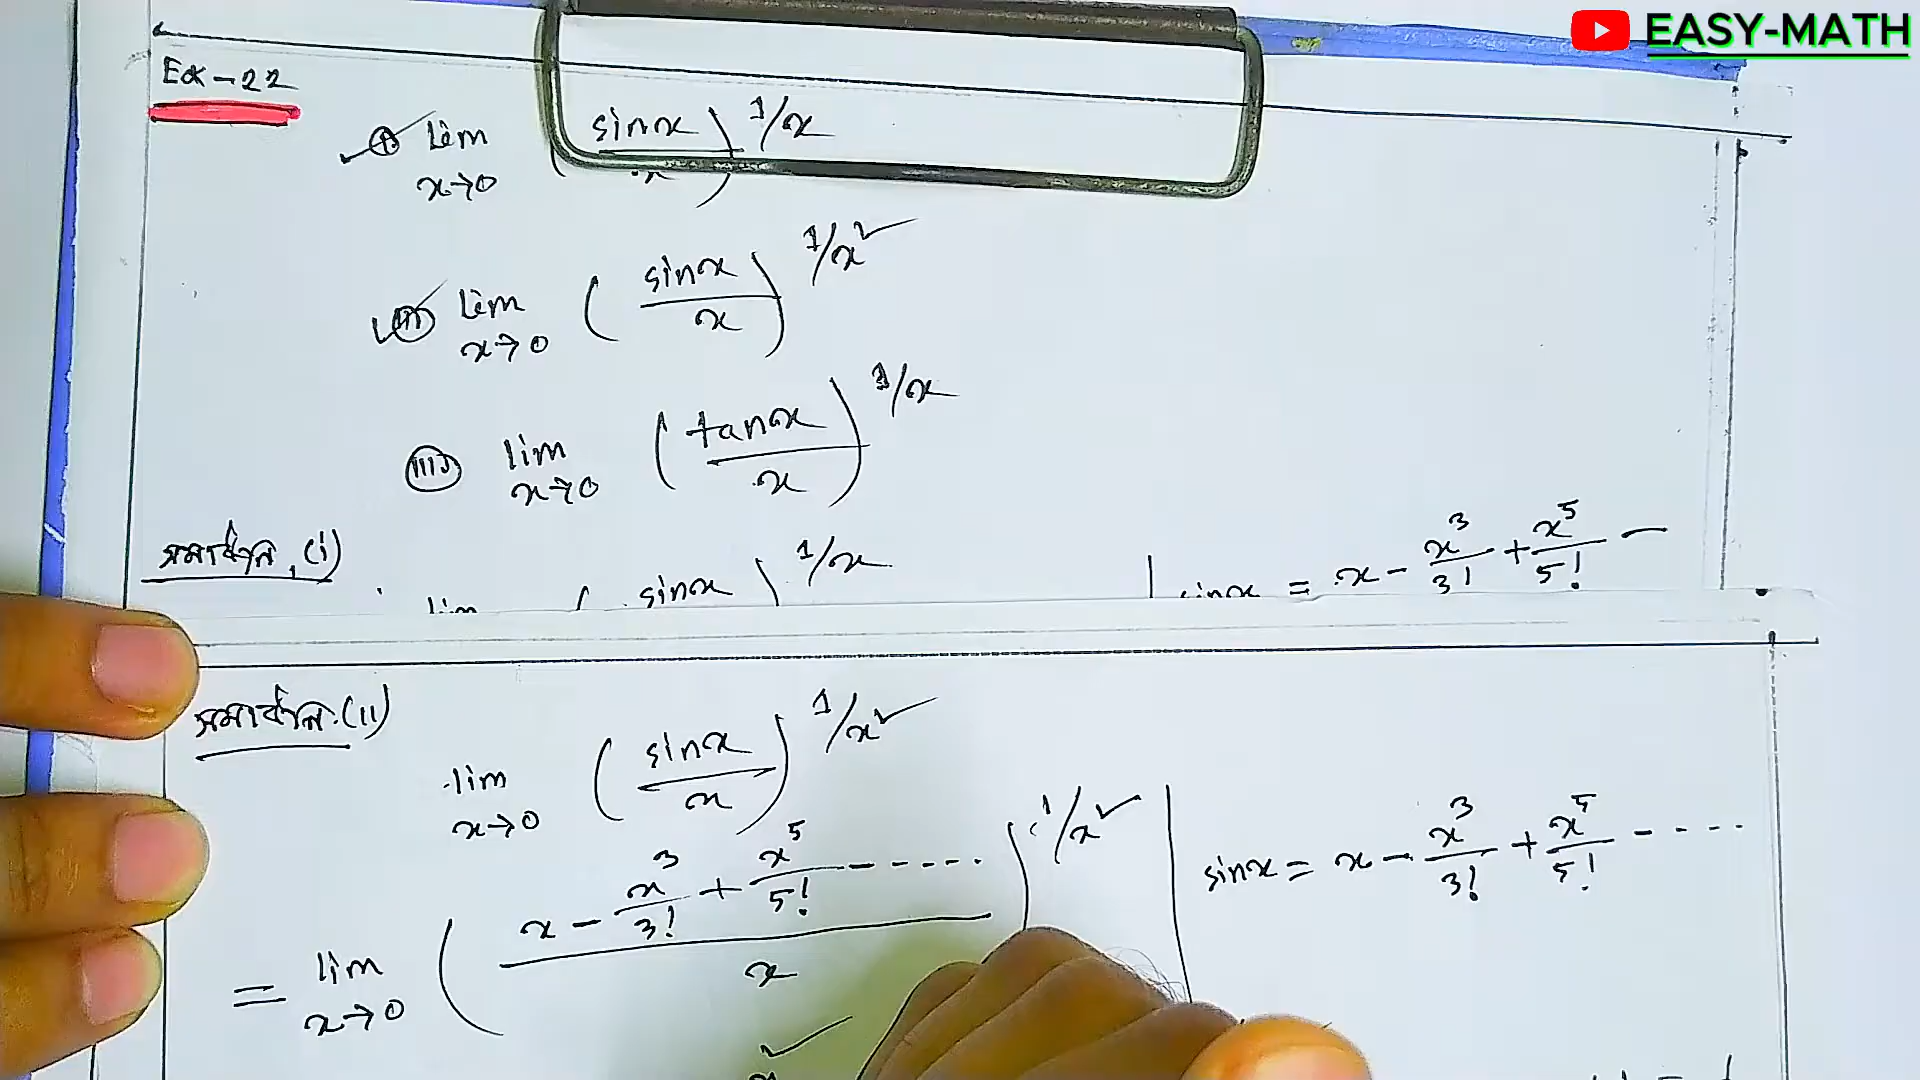 EASY-MATH
Ex-22
(i) lim x→0 (sinx/x)^1/x
(ii) lim x→0 (sinx/x)^1/x²
(iii) lim x→0 (tanx/x)^1/x
সমাধান, (i)
lim (sinx)^1/x | sinx = x - x³/3! + x⁵/5! —
সমাধান. (ii)
lim x→0 (sinx/x)^1/x²
= lim x→0 ((x - x³/3! + x⁵/5! - ----.)/x)^1/x² | sinx = x - x³/3! + x⁵/5! - ----